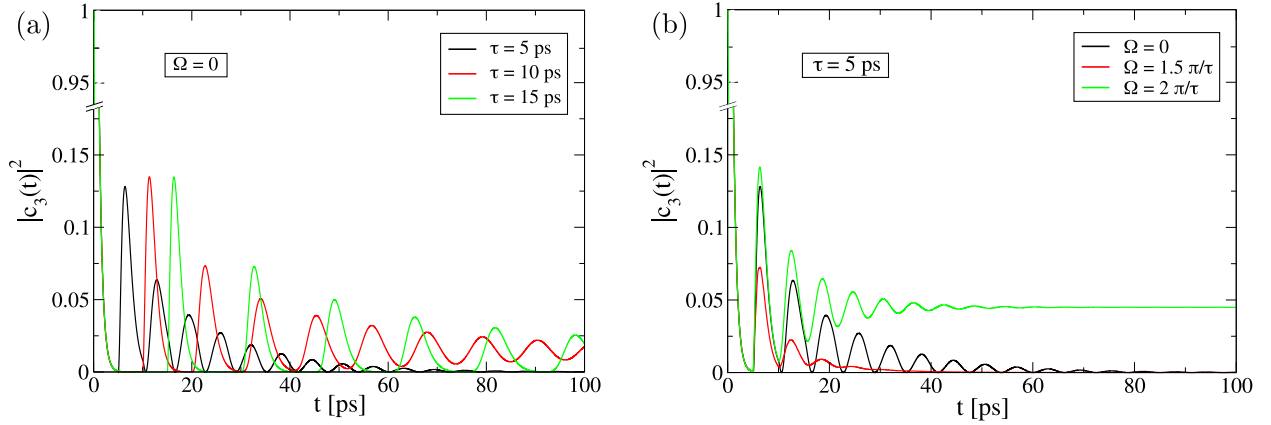 (a)
1
0.95
0.15
0.1
0.05
0
|c₃(t)|²
Ω = 0
τ = 5 ps
τ = 10 ps
τ = 15 ps
0 20 40 60 80 100
t [ps]
(b)
1
0.95
0.15
0.1
0.05
0
|c₃(t)|²
τ = 5 ps
Ω = 0
Ω = 1.5 π/τ
Ω = 2 π/τ
0 20 40 60 80 100
t [ps]